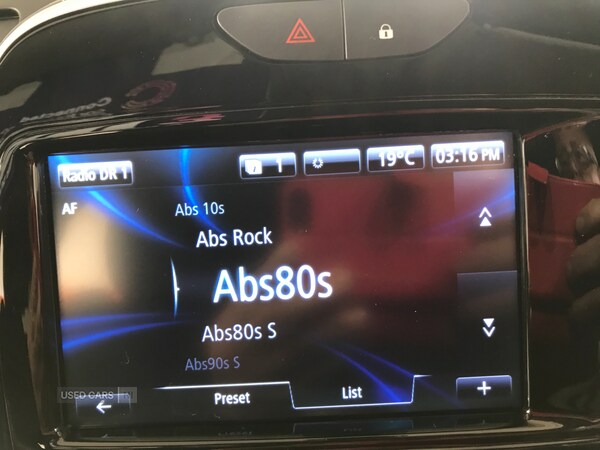 Radio DR 1
1
19°C
03:16 PM
AF
Abs 10s
Abs Rock
Abs80s
Abs80s S
Abs90s S
Preset
List
+
USED CARS NI